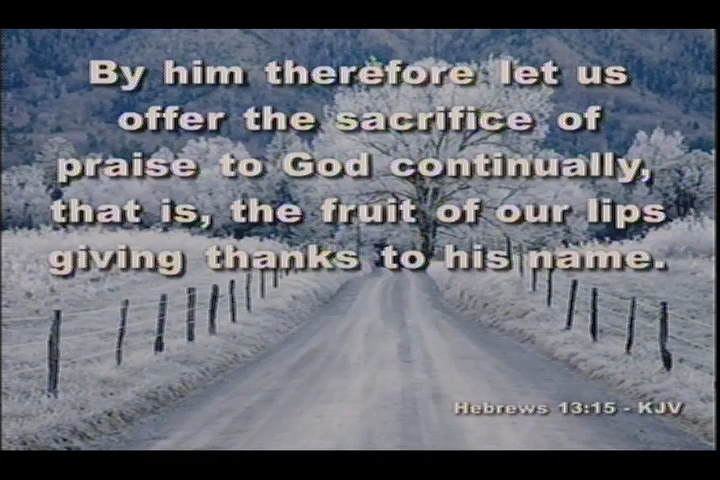 By him therefore let us
offer the sacrifice of
praise to God continually,
that is, the fruit of our lips
giving thanks to his name.
Hebrews 13:15 - KJV